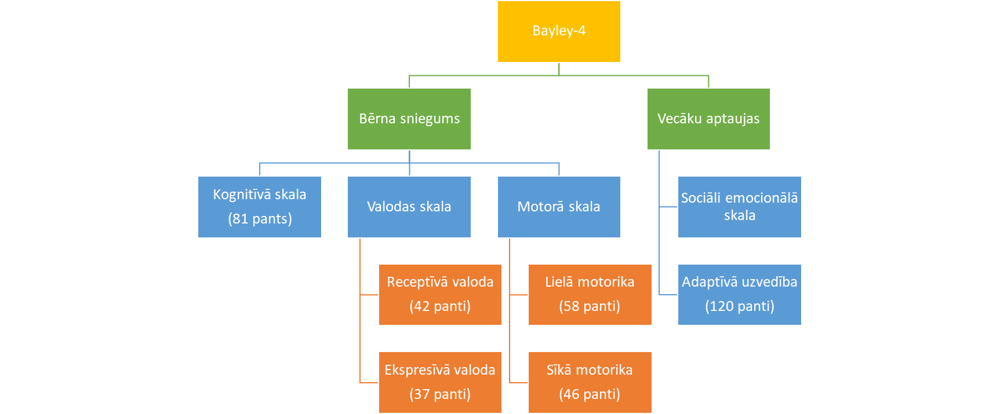 Bayley-4
Bērna sniegums
Vecāku aptaujas
Kognitīvā skala
(81 pants)
Valodas skala
Motorā skala
Sociāli emocionālā
skala
Receptīvā valoda
(42 panti)
Lielā motorika
(58 panti)
Adaptīvā uzvedība
(120 panti)
Ekspresīvā valoda
(37 panti)
Sīkā motorika
(46 panti)